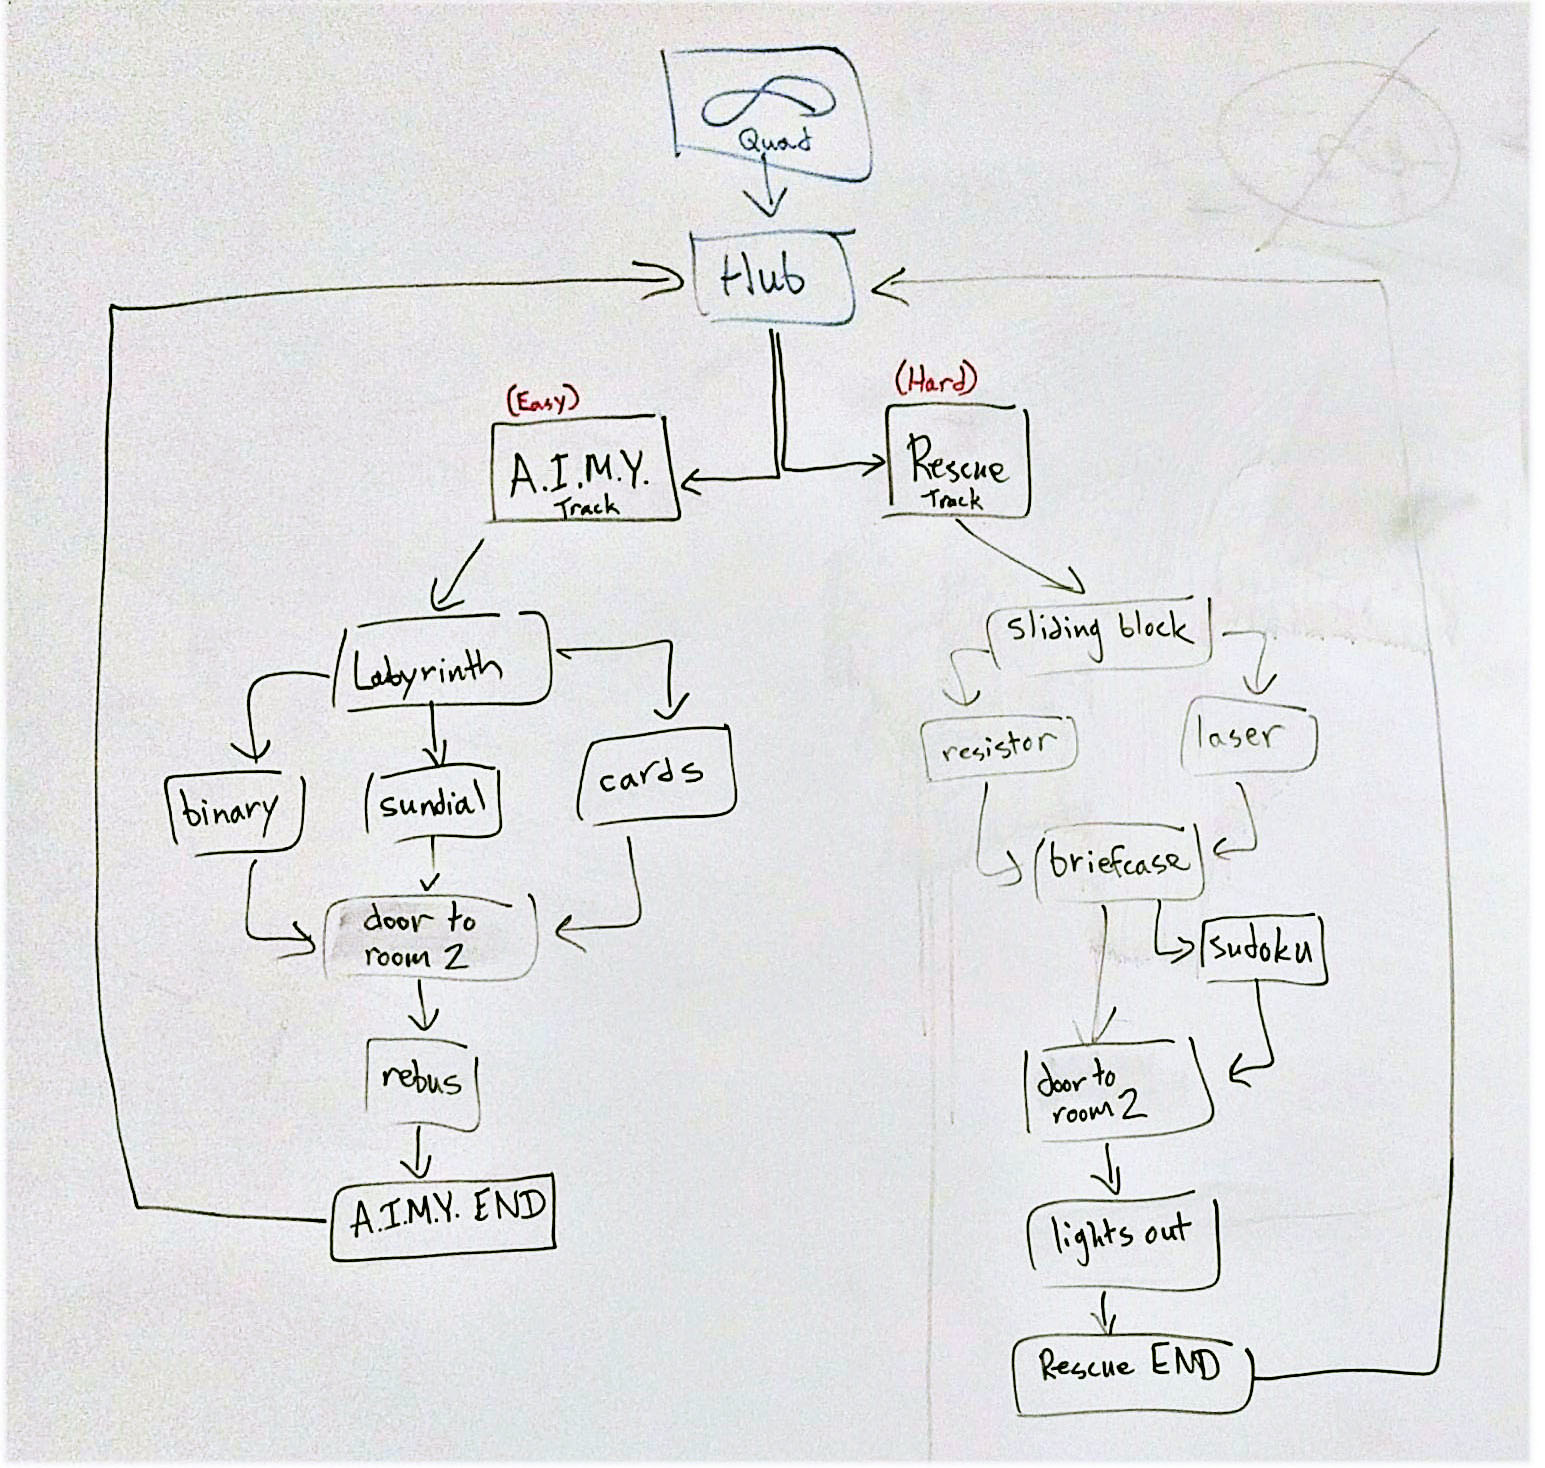 Quad
Hub
(Easy)
(Hard)
A.I.M.Y.
Track
Rescue
Track
Labyrinth
sliding block
binary
sundial
cards
resistor
laser
briefcase
door to
room 2
sudoku
rebus
door to
room 2
A.I.M.Y. END
lights out
Rescue END